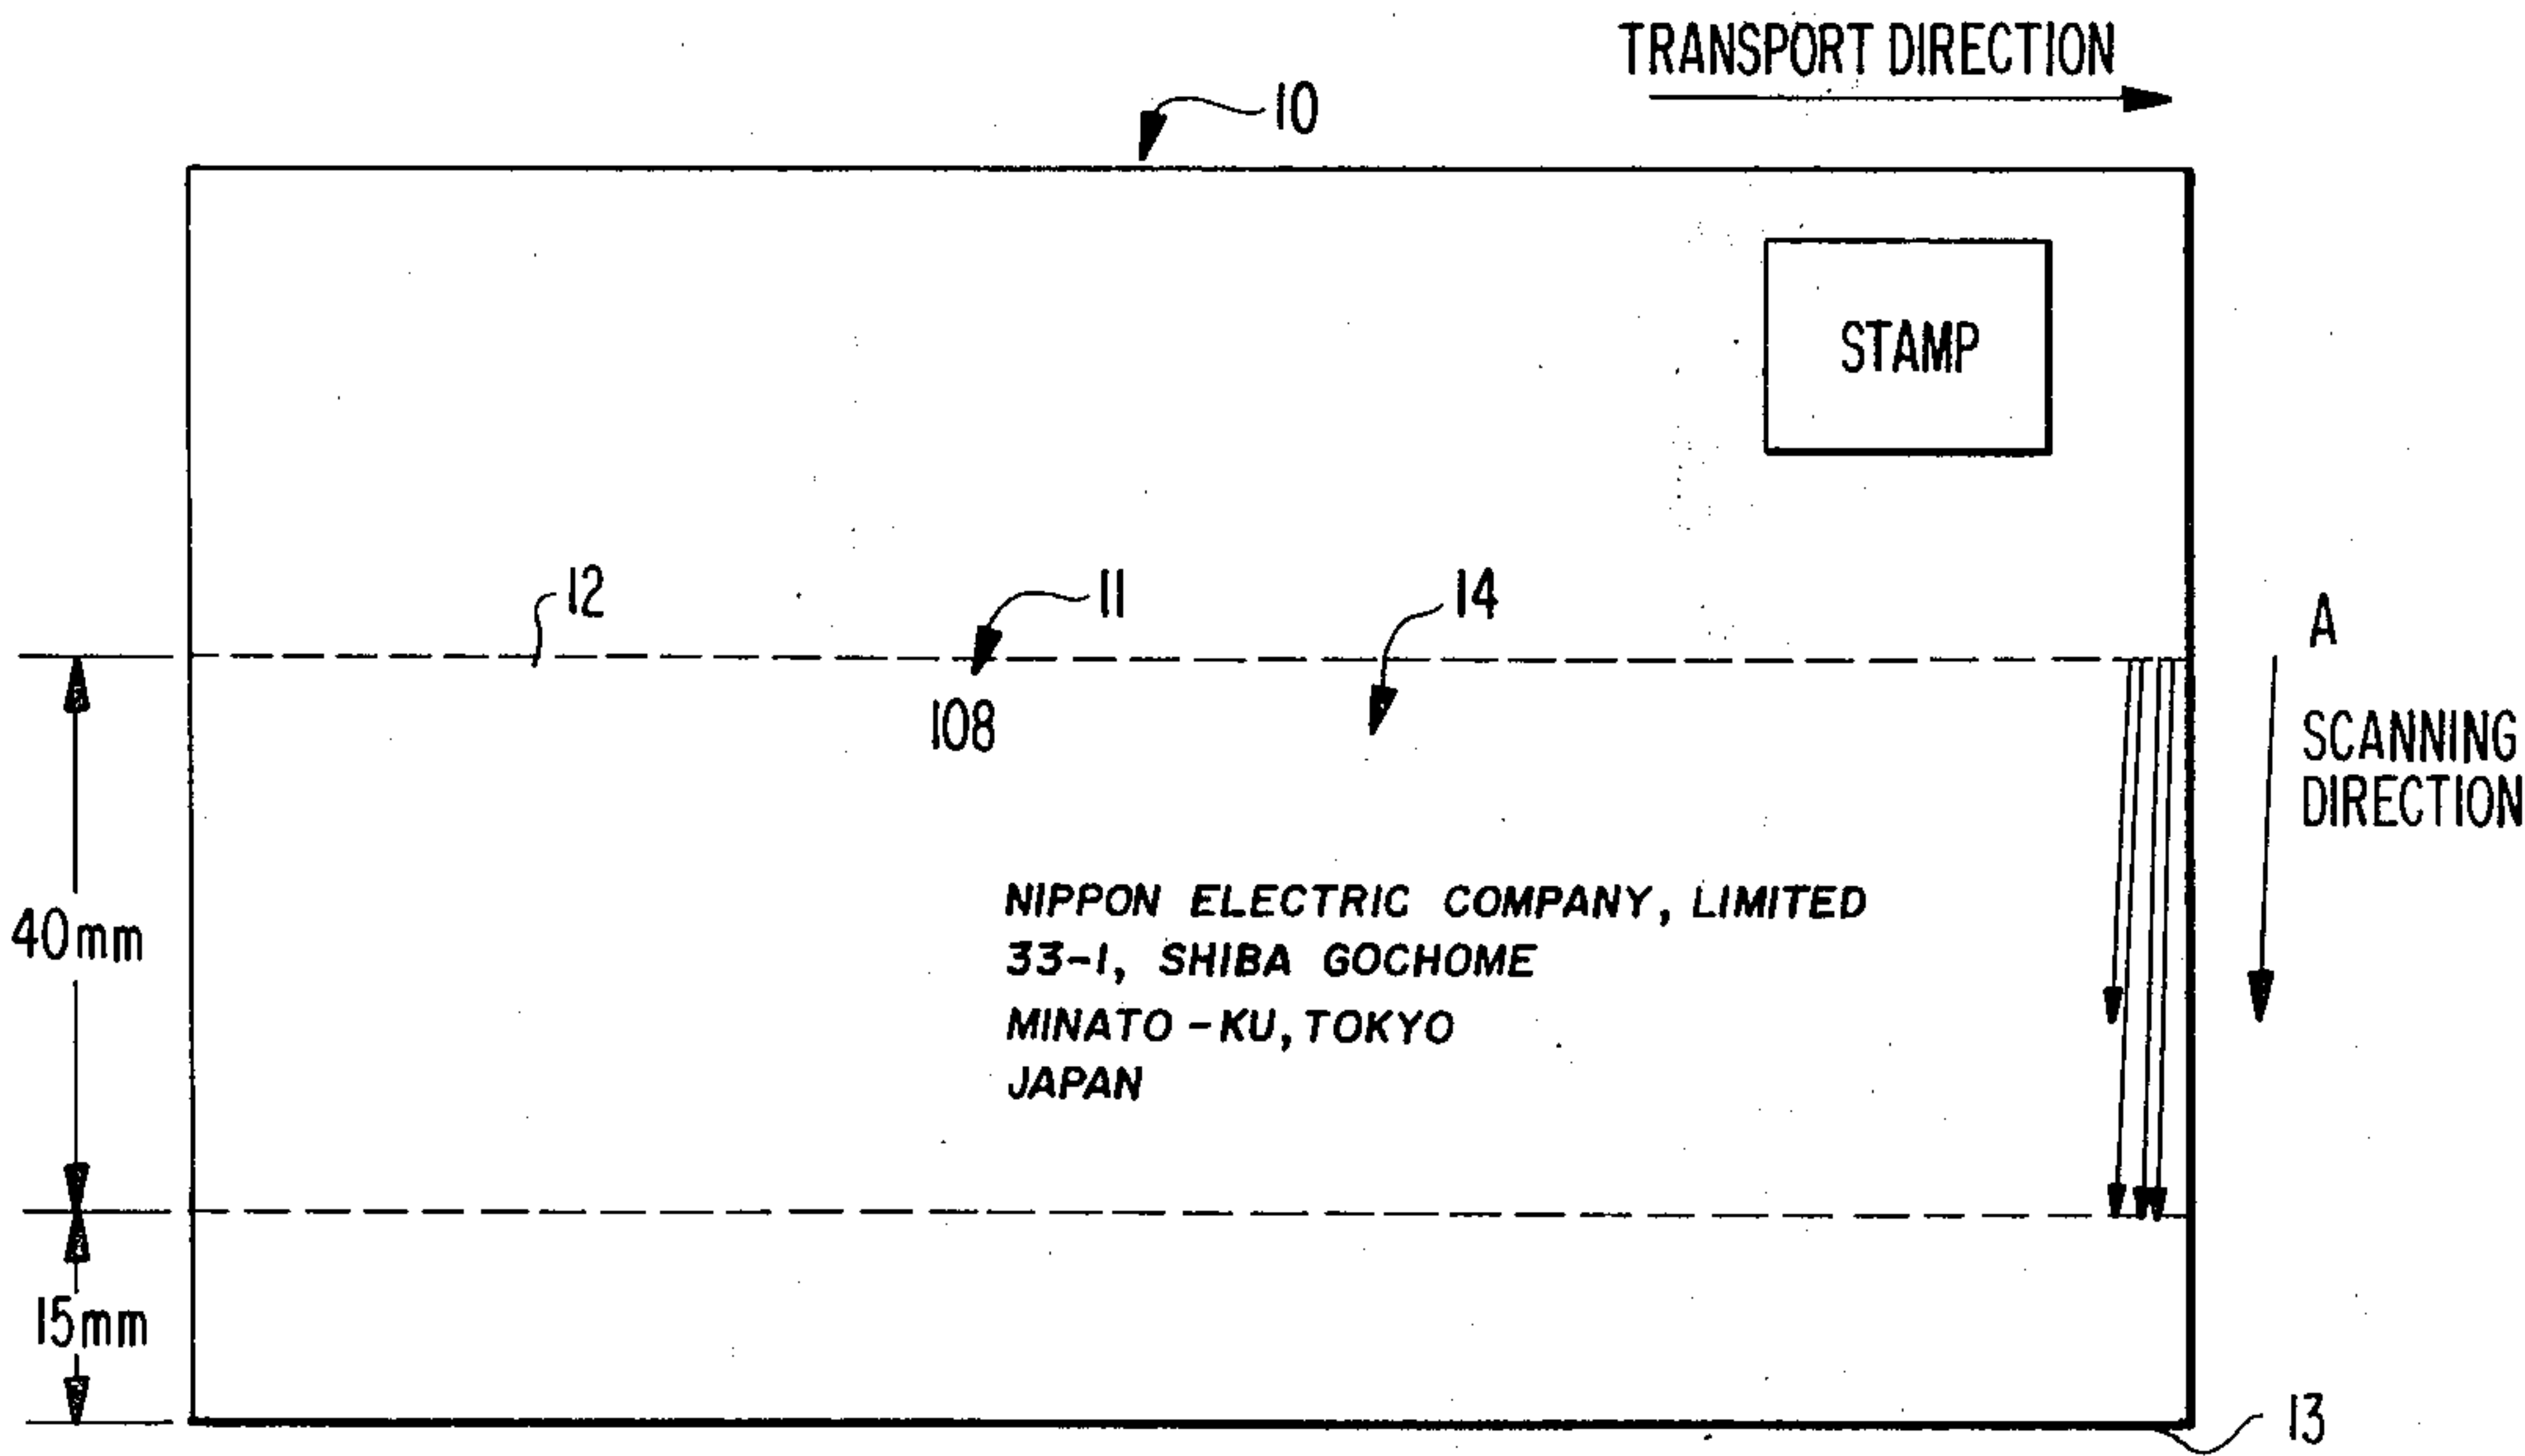 TRANSPORT DIRECTION
10
STAMP
12
11
14
A
108
SCANNING
DIRECTION
NIPPON ELECTRIC COMPANY, LIMITED
40mm
33-1, SHIBA GOCHOME
MINATO-KU, TOKYO
JAPAN
15mm
13